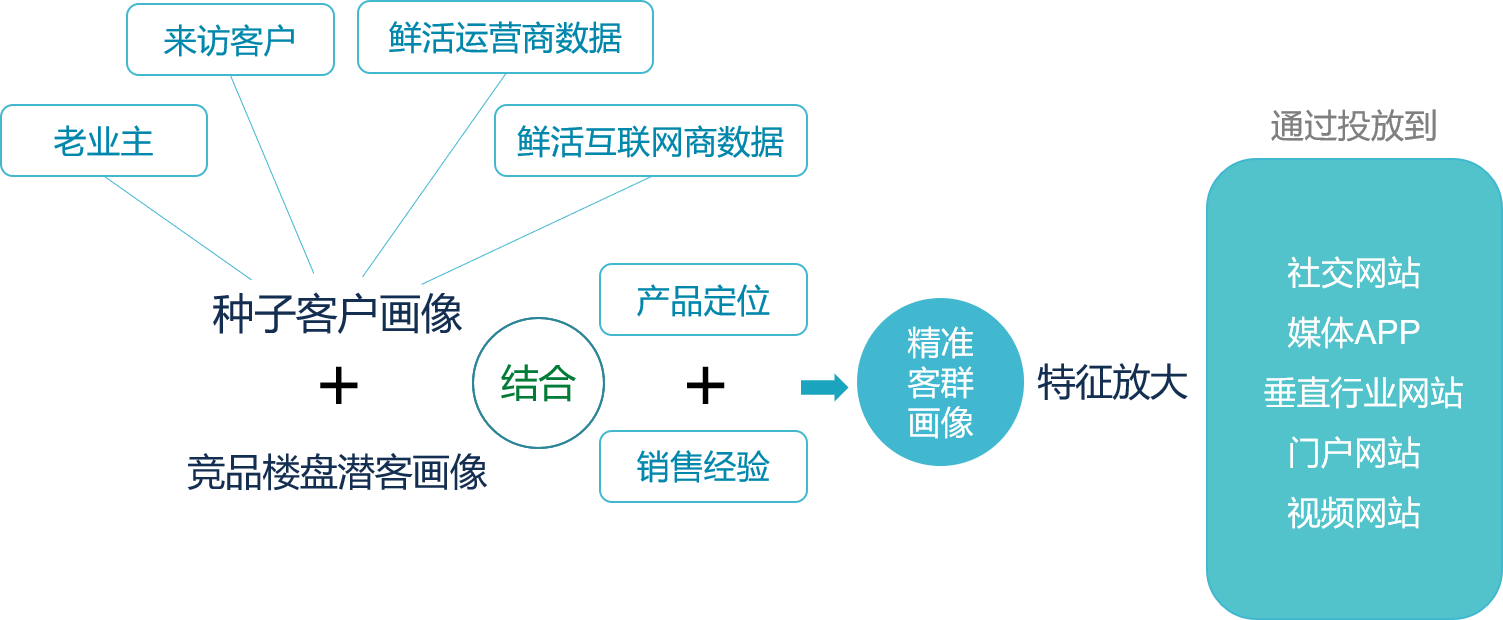 来访客户
鲜活运营商数据
老业主
鲜活互联网商数据
种子客户画像
+
竞品楼盘潜客画像
结合
产品定位
+
销售经验
精准
客群
画像
特征放大
通过投放到
社交网站
媒体APP
垂直行业网站
门户网站
视频网站